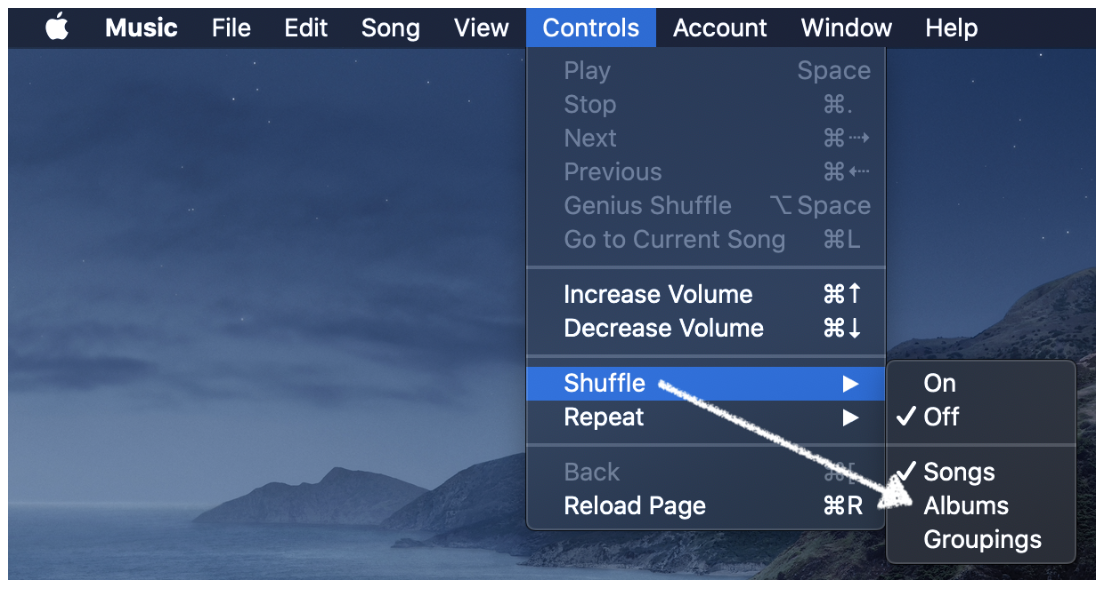 Music File Edit Song View Controls Account Window Help
Play Space
Stop ⌘.
Next ⌘⇢
Previous ⌘⇠
Genius Shuffle ⌥Space
Go to Current Song ⌘L
Increase Volume ⌘↑
Decrease Volume ⌘↓
Shuffle ▶
Repeat ▶
Back ⌘[
Reload Page ⌘R
On
✓ Off
✓ Songs
Albums
Groupings